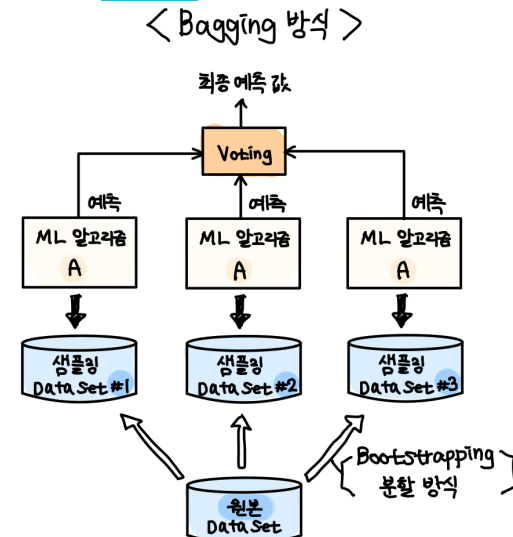 < Bagging 방식 >
최종 예측 값
Voting
예측
예측
예측
ML 알고리즘
A
ML 알고리즘
A
ML 알고리즘
A
샘플링
Data Set #1
샘플링
Data Set #2
샘플링
Data Set #3
Bootstrapping
분할 방식
원본
Data Set